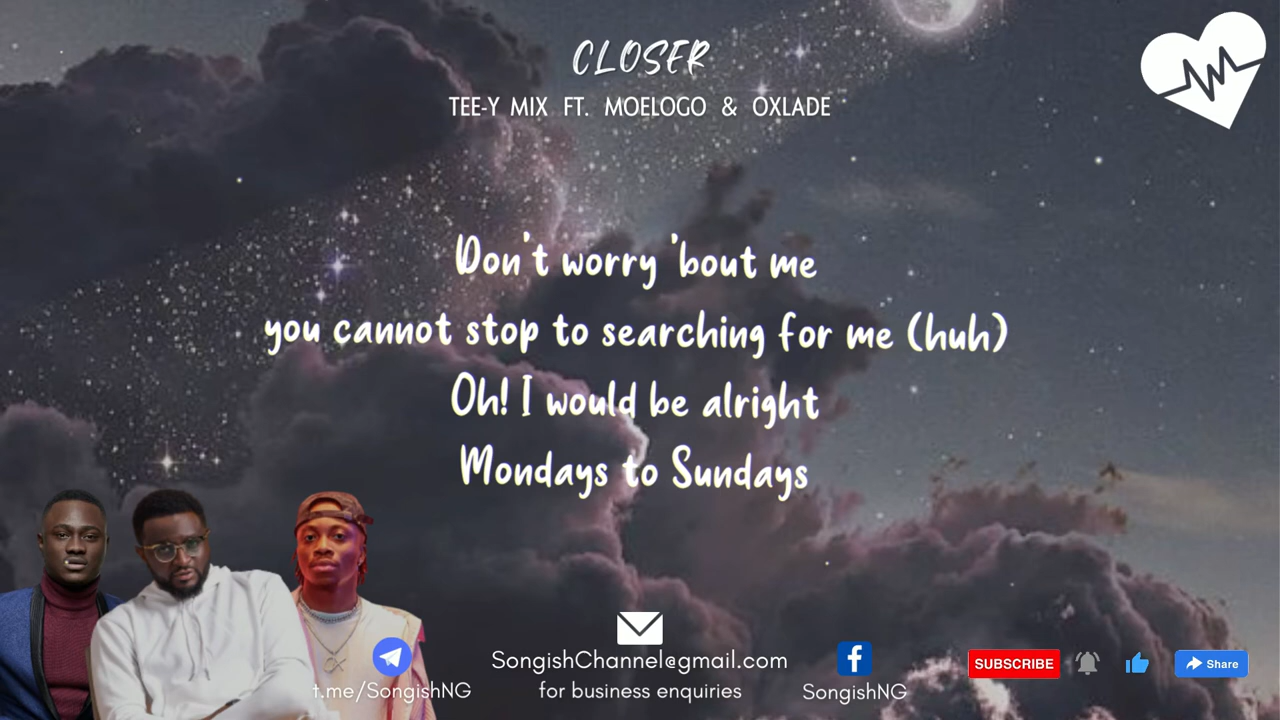 CLOSER
TEE-Y MIX FT. MOELOGO & OXLADE
Don't worry 'bout me
you cannot stop to searching for me (huh)
Oh! I would be alright
Mondays to Sundays
SongishChannel@gmail.com
for business enquiries
t.me/SongishNG
SongishNG
SUBSCRIBE
Share